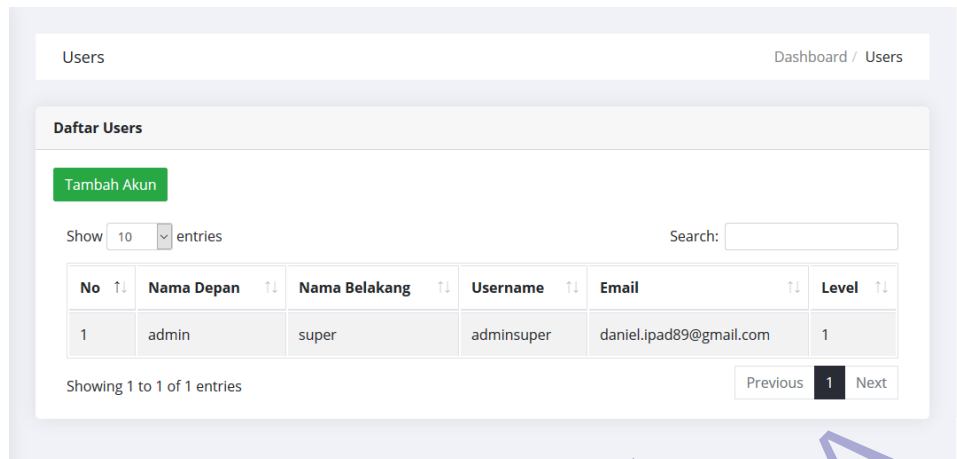 Users Dashboard / Users
Daftar Users
Tambah Akun
Show 10 entries Search:
No Nama Depan Nama Belakang Username Email Level
1 admin super adminsuper daniel.ipad89@gmail.com 1
Showing 1 to 1 of 1 entries Previous 1 Next